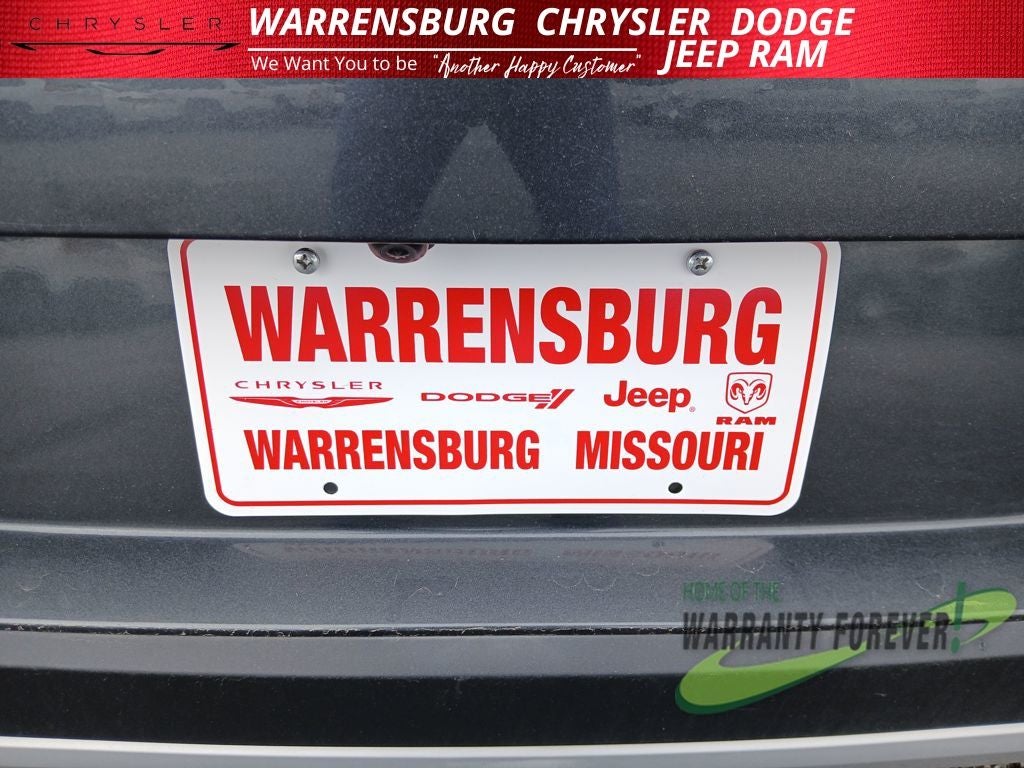 CHRYSLER
WARRENSBURG CHRYSLER DODGE
JEEP RAM
We Want You to be "Another Happy Customer"
WARRENSBURG
CHRYSLER DODGE Jeep® RAM
WARRENSBURG MISSOURI
HOME OF THE
WARRANTY FOREVER!